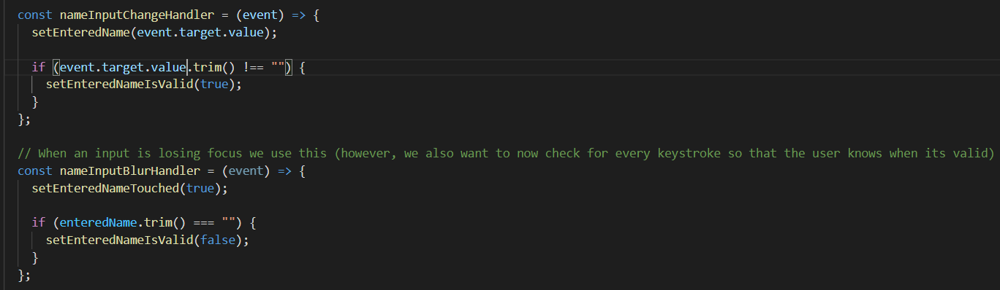 const nameInputChangeHandler = (event) => {
  setEnteredName(event.target.value);

  if (event.target.value.trim() !== "") {
    setEnteredNameIsValid(true);
  }
};

// When an input is losing focus we use this (however, we also want to now check for every keystroke so that the user knows when its valid)
const nameInputBlurHandler = (event) => {
  setEnteredNameTouched(true);

  if (enteredName.trim() === "") {
    setEnteredNameIsValid(false);
  }
};